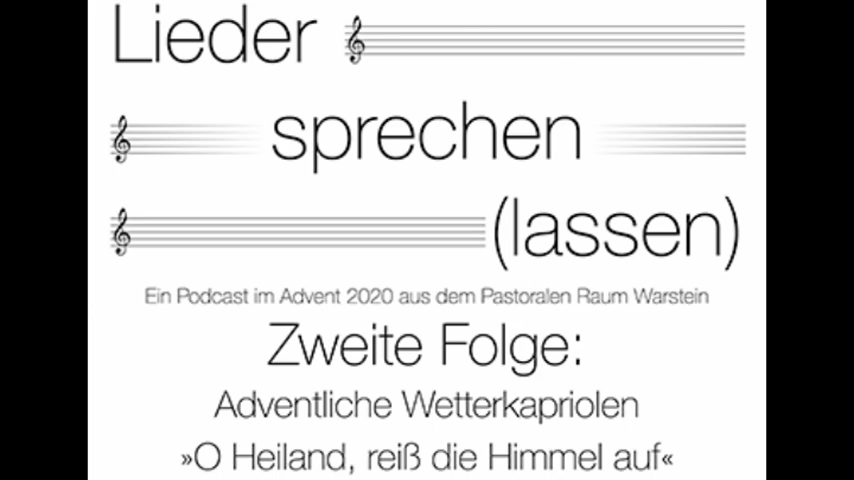 Lieder
sprechen
(lassen)
Ein Podcast im Advent 2020 aus dem Pastoralen Raum Warstein
Zweite Folge:
Adventliche Wetterkapriolen
»O Heiland, reiß die Himmel auf«